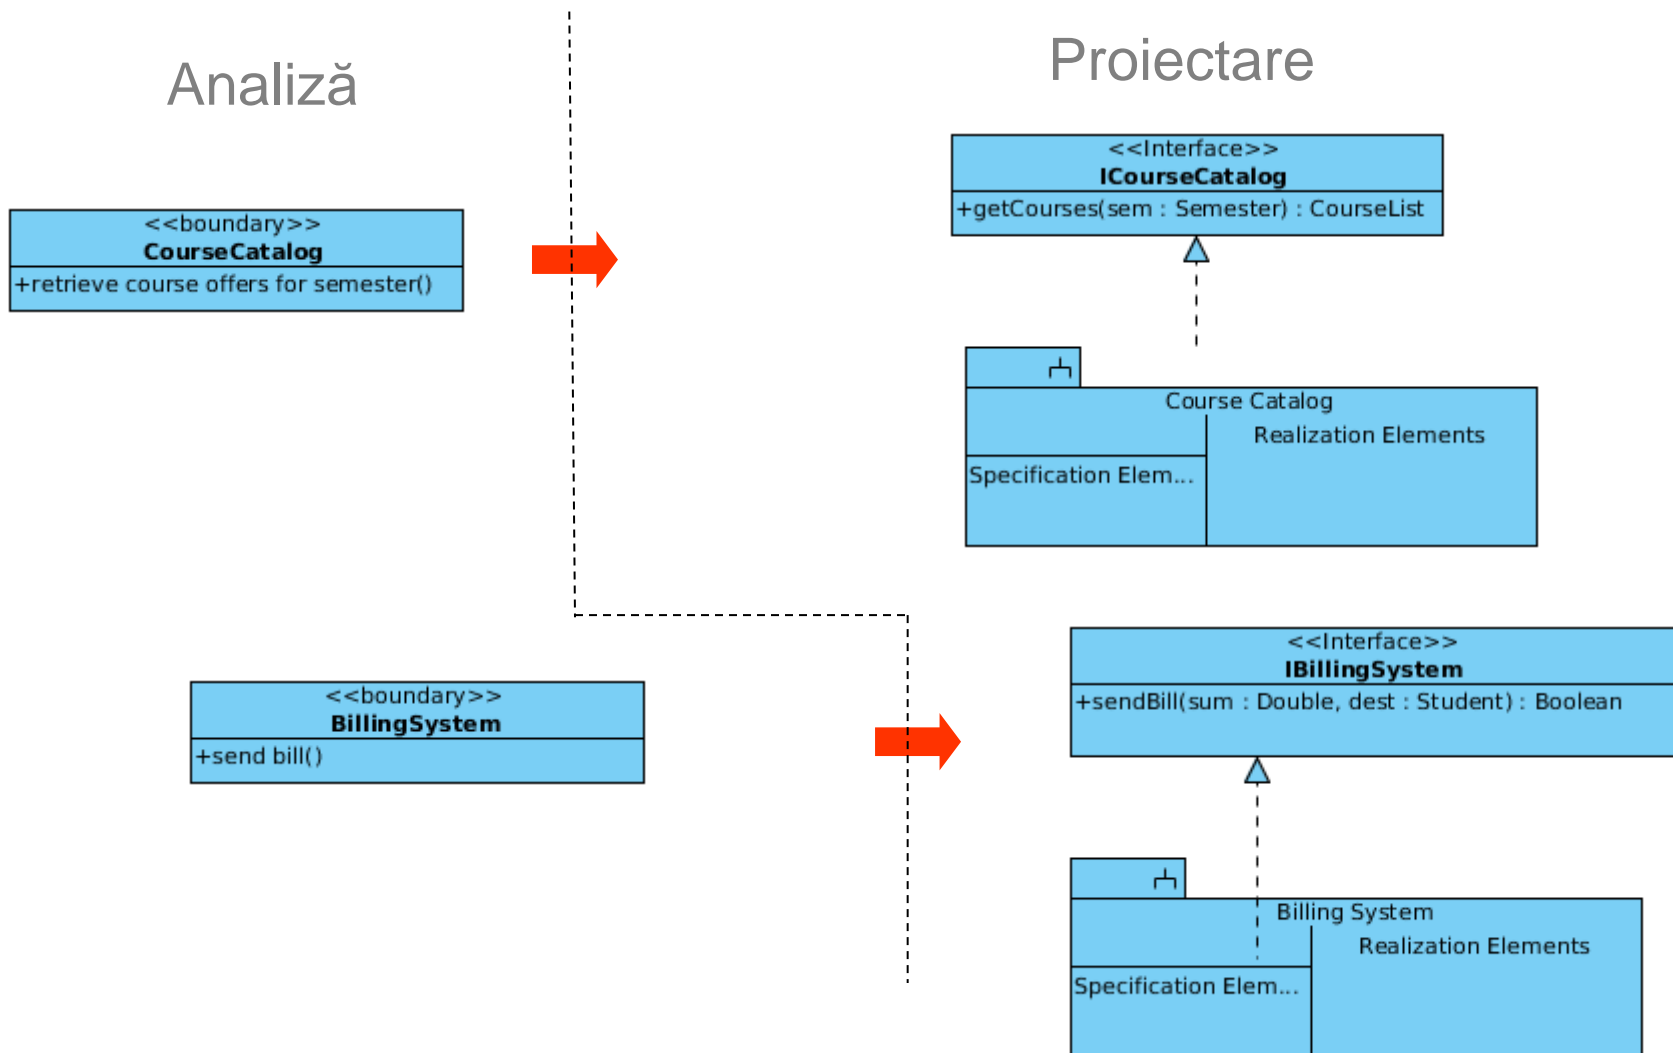 Analiză
Proiectare
<<boundary>>
CourseCatalog
+retrieve course offers for semester()
<<Interface>>
ICourseCatalog
+getCourses(sem : Semester) : CourseList
Course Catalog
Realization Elements
Specification Elem...
<<boundary>>
BillingSystem
+send bill()
<<Interface>>
IBillingSystem
+sendBill(sum : Double, dest : Student) : Boolean
Billing System
Realization Elements
Specification Elem...